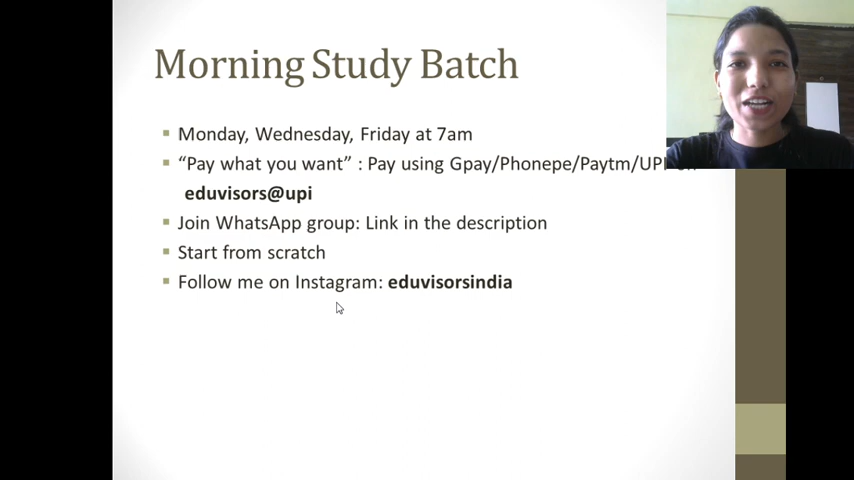 Morning Study Batch
Monday, Wednesday, Friday at 7am
“Pay what you want” : Pay using Gpay/Phonepe/Paytm/UPI
eduvisors@upi
Join WhatsApp group: Link in the description
Start from scratch
Follow me on Instagram: eduvisorsindia